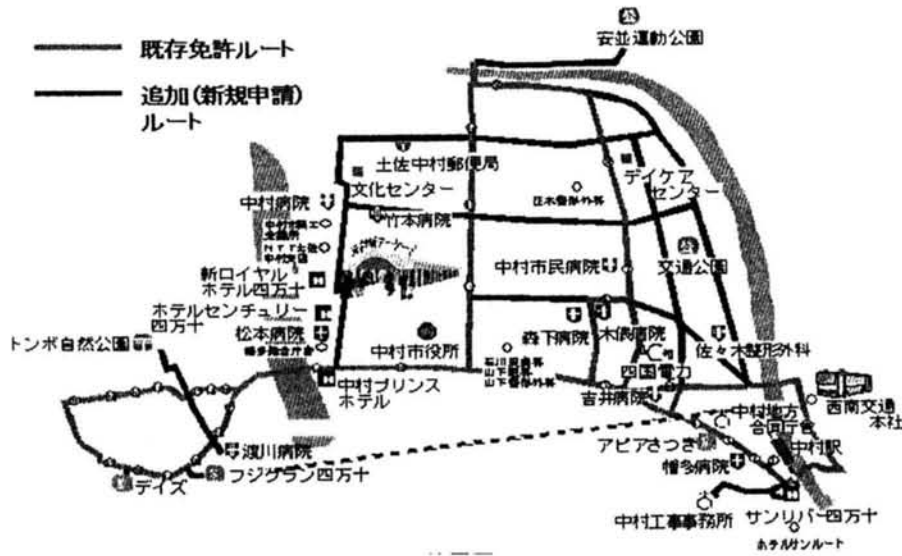 安並運動公園
既存免許ルート
追加(新規申請)
ルート
土佐中村郵便局
文化センター
デイケア
センター
中村病院
竹本病院
中村市民病院
交通公園
新ロイヤル
ホテル四万十
ホテルセンチュリー
四万十
松本病院
トンボ自然公園
中村市役所
森下病院
木俵病院
佐々木整形外科
四国電力
中村プリンス
ホテル
吉井病院
西南交通
本社
中村地方
合同庁舎
アピアさつき
中村駅
渡川病院
フジグラン四万十
デイズ
幡多病院
中村工事事務所
サンリバー四万十
ホテルサンルート